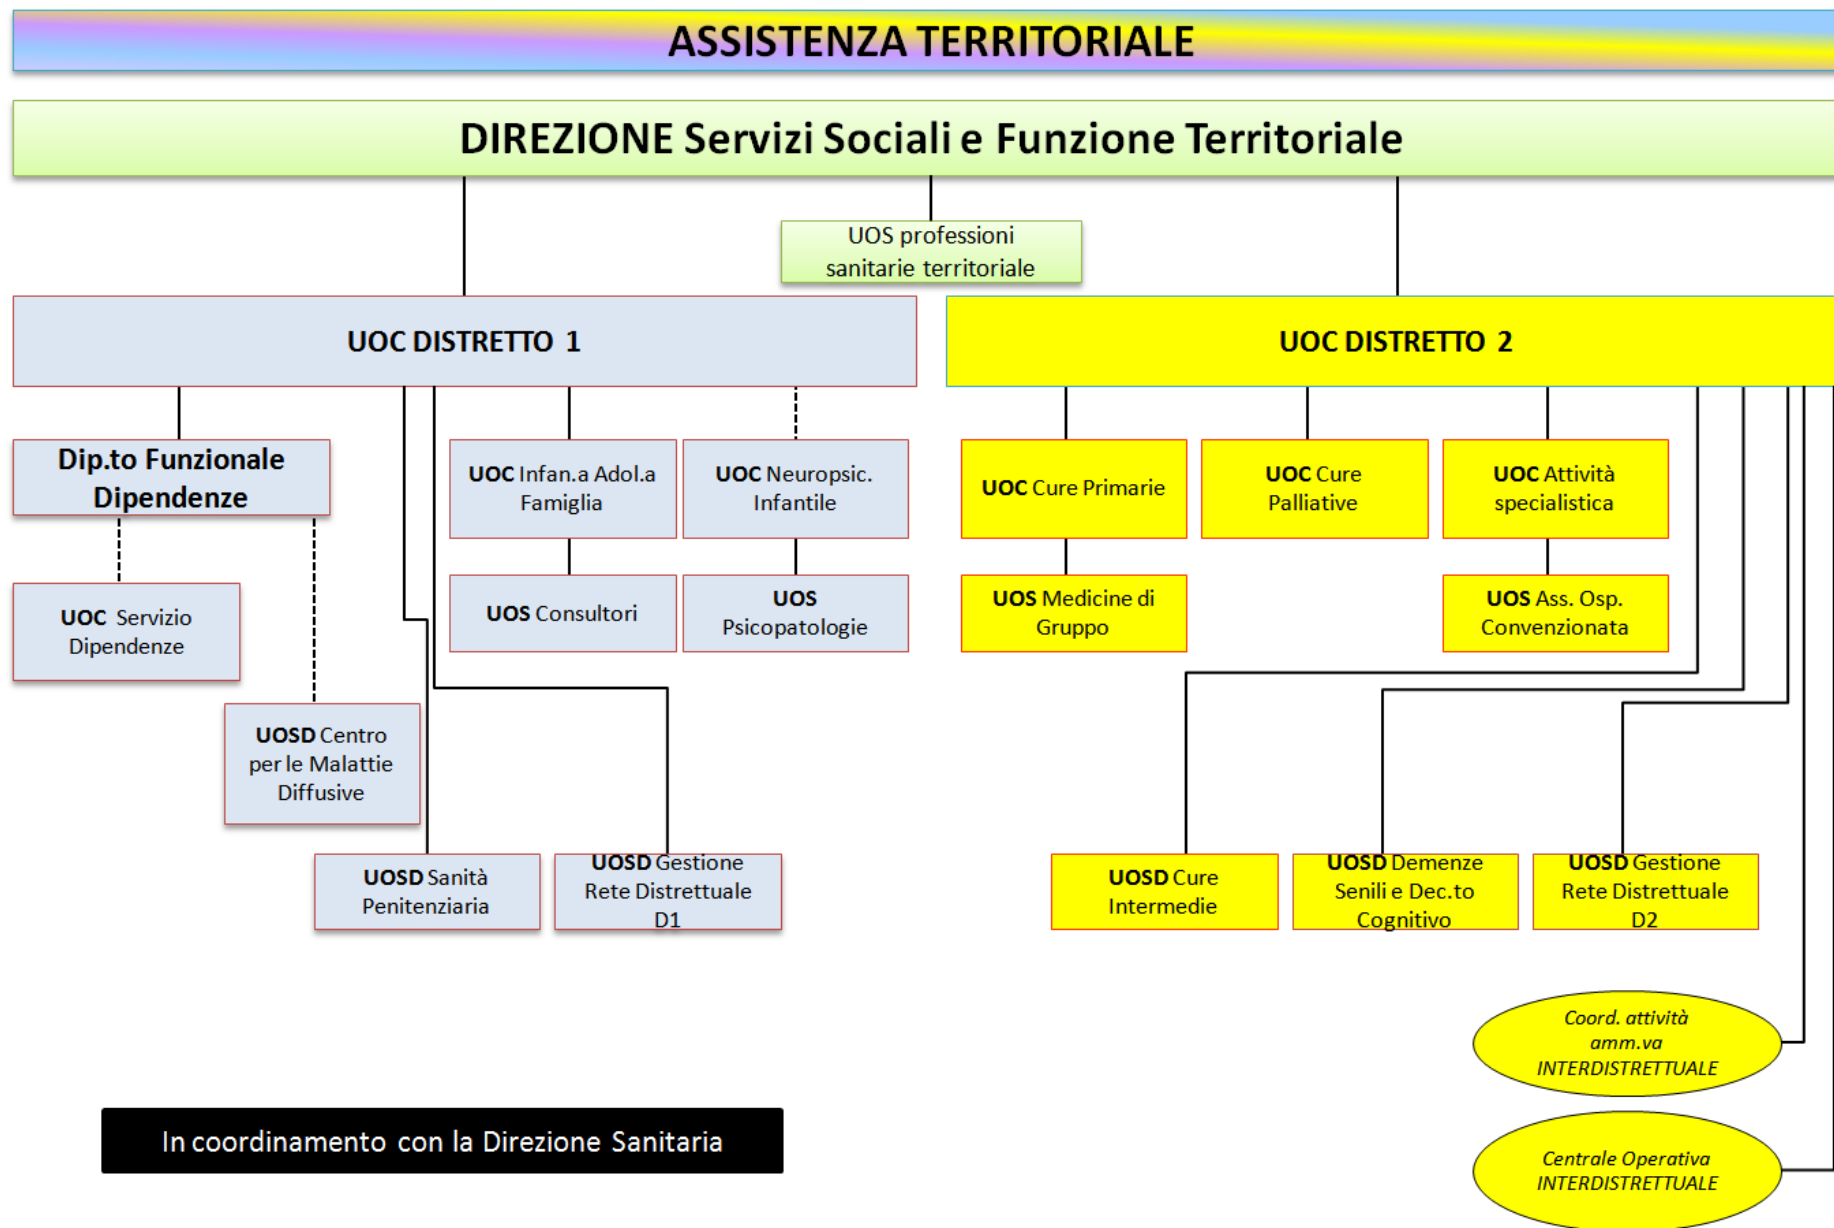 ASSISTENZA TERRITORIALE
DIREZIONE Servizi Sociali e Funzione Territoriale
UOS professioni
sanitarie territoriale
UOC DISTRETTO 1
UOC DISTRETTO 2
Dip.to Funzionale
Dipendenze
UOC Infan.a Adol.a
Famiglia
UOC Neuropsic.
Infantile
UOC Cure Primarie
UOC Cure
Palliative
UOC Attività
specialistica
UOC Servizio
Dipendenze
UOS Consultori
UOS
Psicopatologie
UOS Medicine di
Gruppo
UOS Ass. Osp.
Convenzionata
UOSD Centro
per le Malattie
Diffusive
UOSD Sanità
Penitenziaria
UOSD Gestione
Rete Distrettuale
D1
UOSD Cure
Intermedie
UOSD Demenze
Senili e Dec.to
Cognitivo
UOSD Gestione
Rete Distrettuale
D2
Coord. attività
amm.va
INTERDISTRETTUALE
In coordinamento con la Direzione Sanitaria
Centrale Operativa
INTERDISTRETTUALE